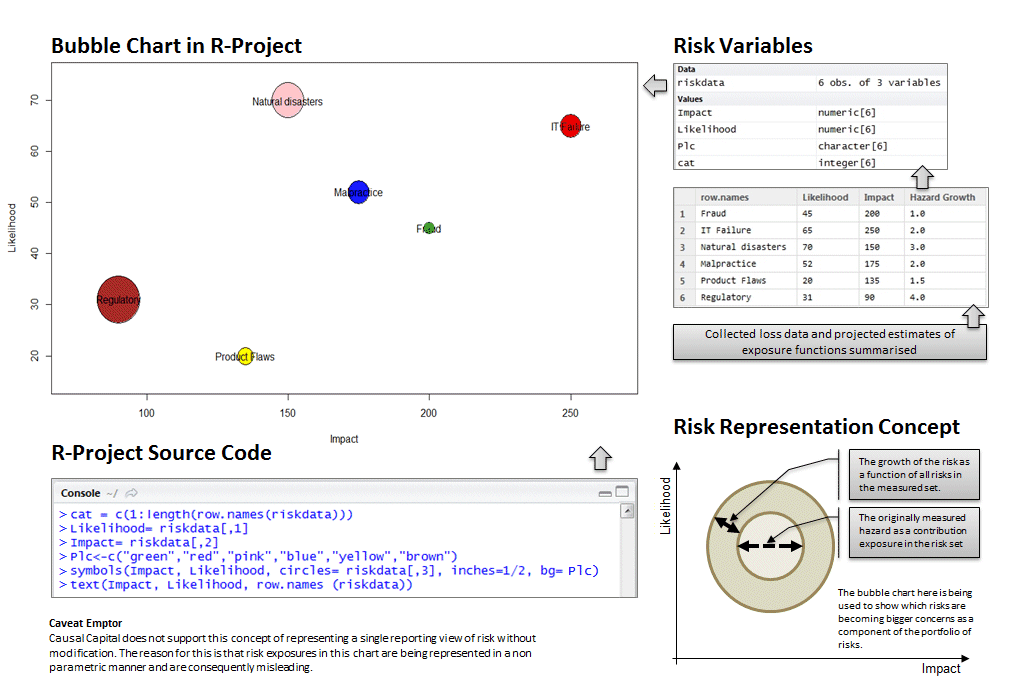 Bubble Chart in R-Project
Likelihood
70
60
50
40
30
20
Natural disasters
IT Failure
Malpractice
Fraud
Regulatory
Product Flaws
100
150
200
250
Impact
Risk Variables
Data
riskdata 6 obs. of 3 variables
Values
Impact numeric[6]
Likelihood numeric[6]
Plc character[6]
cat integer[6]
row.names Likelihood Impact Hazard Growth
1 Fraud 45 200 1.0
2 IT Failure 65 250 2.0
3 Natural disasters 70 150 3.0
4 Malpractice 52 175 2.0
5 Product Flaws 20 135 1.5
6 Regulatory 31 90 4.0
Collected loss data and projected estimates of
exposure functions summarised
R-Project Source Code
Console ~/
> cat = c(1:length(row.names(riskdata)))
> Likelihood= riskdata[,1]
> Impact= riskdata[,2]
> Plc<-c("green","red","pink","blue","yellow","brown")
> symbols(Impact, Likelihood, circles= riskdata[,3], inches=1/2, bg= Plc)
> text(Impact, Likelihood, row.names (riskdata))
Caveat Emptor
Causal Capital does not support this concept of representing a single reporting view of risk without
modification. The reason for this is that risk exposures in this chart are being represented in a non
parametric manner and are consequently misleading.
Risk Representation Concept
Likelihood
The growth of the risk as
a function of all risks in
the measured set.
The originally measured
hazard as a contribution
exposure in the risk set
The bubble chart here is being
used to show which risks are
becoming bigger concerns as a
component of the portfolio of
risks.
Impact